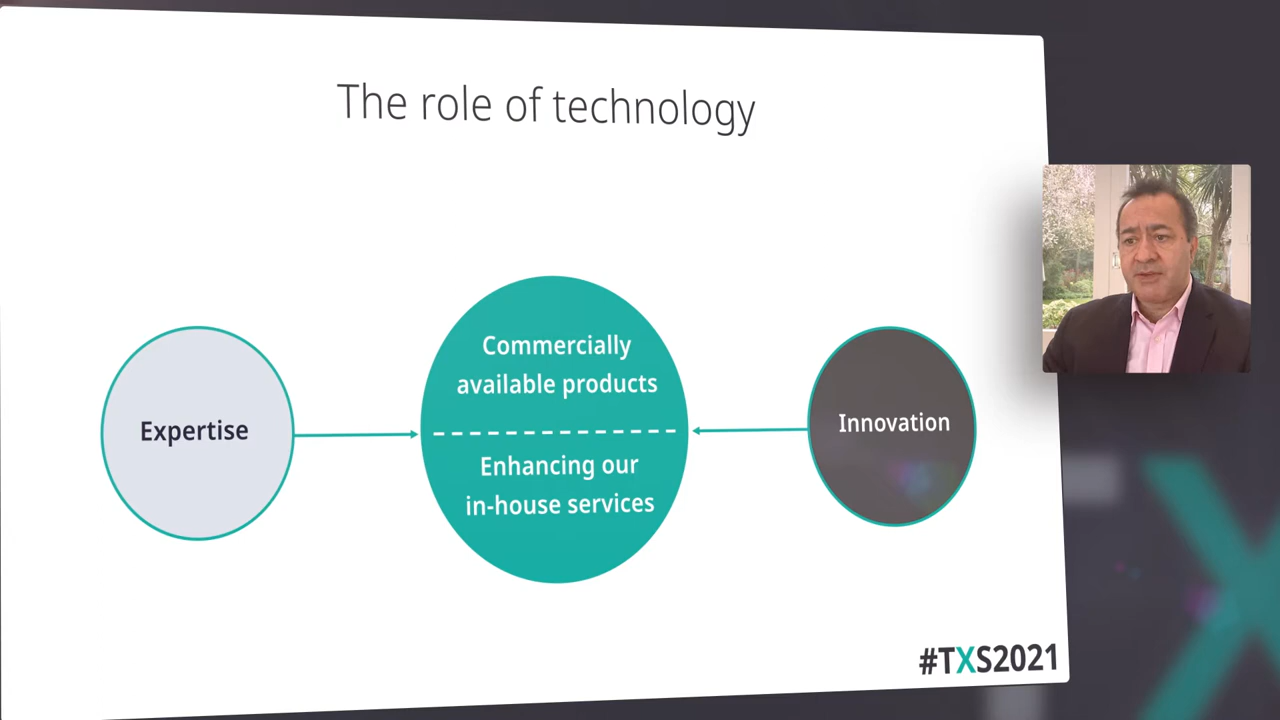 The role of technology
Expertise
Commercially
available products
Enhancing our
in-house services
Innovation
#TXS2021